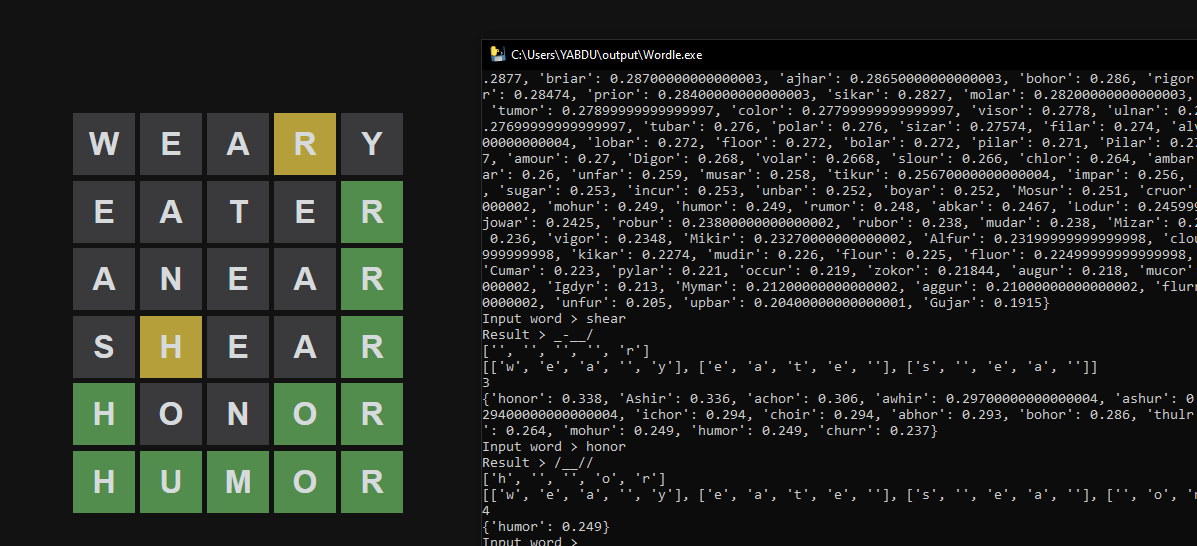 W E A R Y
E A T E R
A N E A R
S H E A R
H O N O R
H U M O R
C:\Users\YABDU\output\Wordle.exe
.2877, 'briar': 0.28700000000000003, 'ajhar': 0.28650000000000003, 'bohor': 0.286, 'rigor
r': 0.28474, 'prior': 0.28400000000000003, 'sikar': 0.2827, 'molar': 0.28200000000000003,
'tumor': 0.27899999999999997, 'color': 0.27799999999999997, 'visor': 0.2778, 'ulnar': 0.2
.27699999999999997, 'tubar': 0.276, 'polar': 0.276, 'sizar': 0.27574, 'filar': 0.274, 'alv
00000000004, 'lobar': 0.272, 'floor': 0.272, 'bolar': 0.272, 'pilar': 0.271, 'Pilar': 0.27
7, 'amour': 0.27, 'Digor': 0.268, 'volar': 0.2668, 'slour': 0.266, 'chlor': 0.264, 'ambar
ar': 0.26, 'unfar': 0.259, 'musar': 0.258, 'tikur': 0.25670000000000004, 'impar': 0.256,
, 'sugar': 0.253, 'incur': 0.253, 'unbar': 0.252, 'boyar': 0.252, 'Mosur': 0.251, 'cruor'
000002, 'mohur': 0.249, 'humor': 0.249, 'rumor': 0.248, 'abkar': 0.2467, 'Lodur': 0.24599
jowar': 0.2425, 'robur': 0.23800000000000002, 'rubor': 0.238, 'mudar': 0.238, 'Mizar': 0.2
0.236, 'vigor': 0.2348, 'Mikir': 0.23270000000000002, 'Alfur': 0.23199999999999998, 'clou
999999998, 'kikar': 0.2274, 'mudir': 0.226, 'flour': 0.225, 'fluor': 0.22499999999999998,
'Cumar': 0.223, 'pylar': 0.221, 'occur': 0.219, 'zokor': 0.21844, 'augur': 0.218, 'mucor'
000002, 'Igdyr': 0.213, 'Mymar': 0.21200000000000002, 'aggur': 0.21000000000000002, 'flurr
0000002, 'unfur': 0.205, 'upbar': 0.20400000000000001, 'Gujar': 0.1915}
Input word > shear
Result > _-__/
['', '', '', '', 'r']
[['w', 'e', 'a', '', 'y'], ['e', 'a', 't', 'e', ''], ['s', '', 'e', 'a', '']]
3
{'honor': 0.338, 'Ashir': 0.336, 'achor': 0.306, 'awhir': 0.29700000000000004, 'ashur': 0
29400000000000004, 'ichor': 0.294, 'choir': 0.294, 'abhor': 0.293, 'bohor': 0.286, 'thulr
': 0.264, 'mohur': 0.249, 'humor': 0.249, 'churr': 0.237}
Input word > honor
Result > /__//
['h', '', '', 'o', 'r']
[['w', 'e', 'a', '', 'y'], ['e', 'a', 't', 'e', ''], ['s', '', 'e', 'a', ''], ['', 'o', 'n
4
{'humor': 0.249}
Input word >